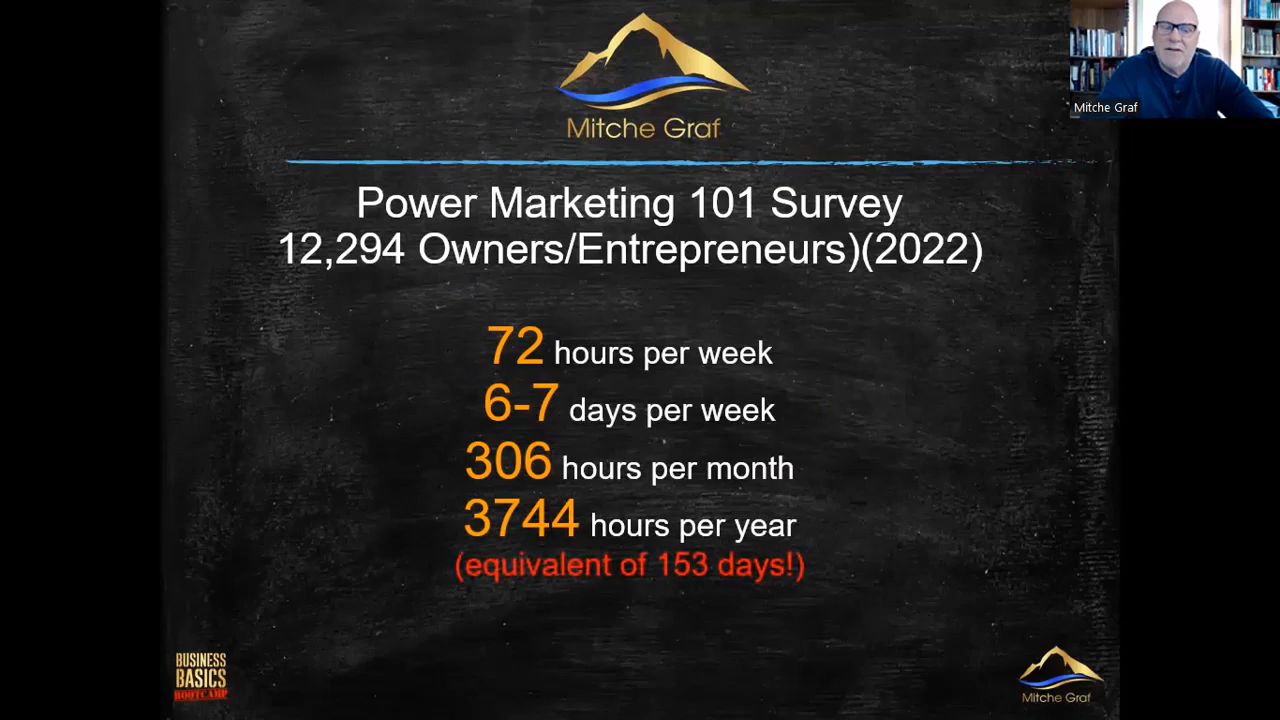 Mitche Graf
Mitche Graf
Power Marketing 101 Survey
12,294 Owners/Entrepreneurs)(2022)
72 hours per week
6-7 days per week
306 hours per month
3744 hours per year
(equivalent of 153 days!)
BUSINESS
BASICS
BOOTCAMP
Mitche Graf